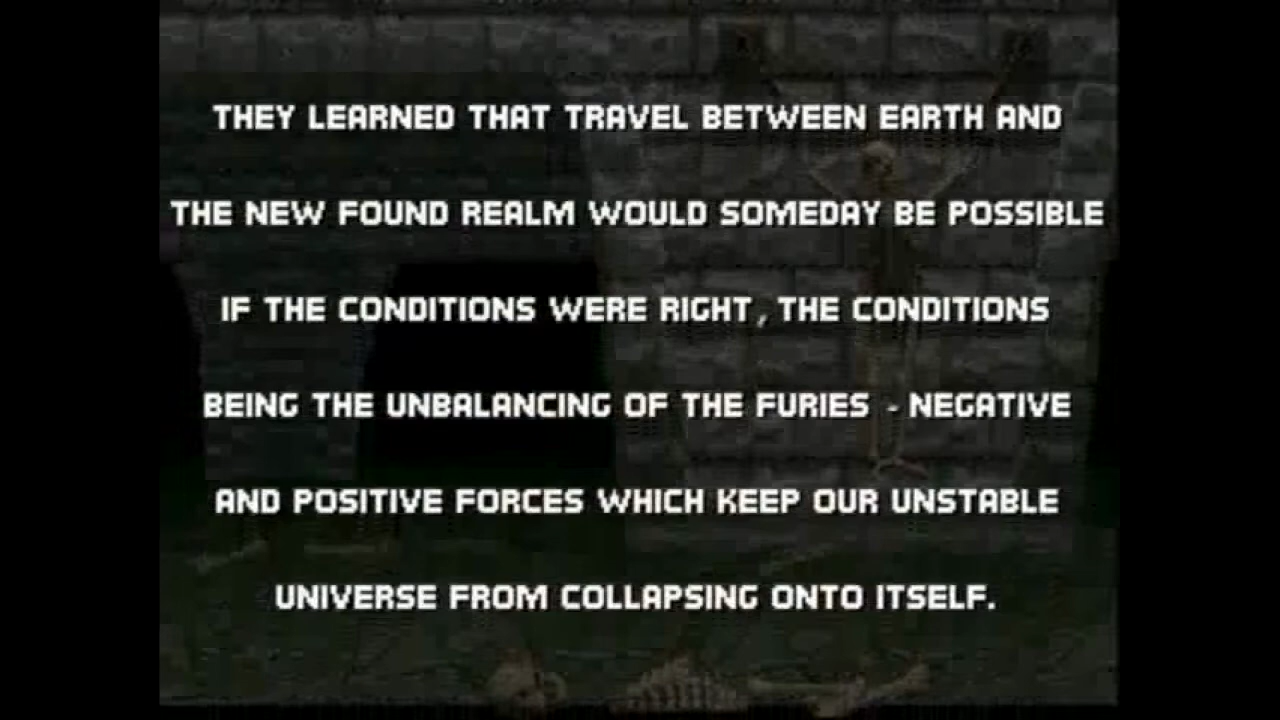 THEY LEARNED THAT TRAVEL BETWEEN EARTH AND
THE NEW FOUND REALM WOULD SOMEDAY BE POSSIBLE
IF THE CONDITIONS WERE RIGHT, THE CONDITIONS
BEING THE UNBALANCING OF THE FURIES - NEGATIVE
AND POSITIVE FORCES WHICH KEEP OUR UNSTABLE
UNIVERSE FROM COLLAPSING ONTO ITSELF.